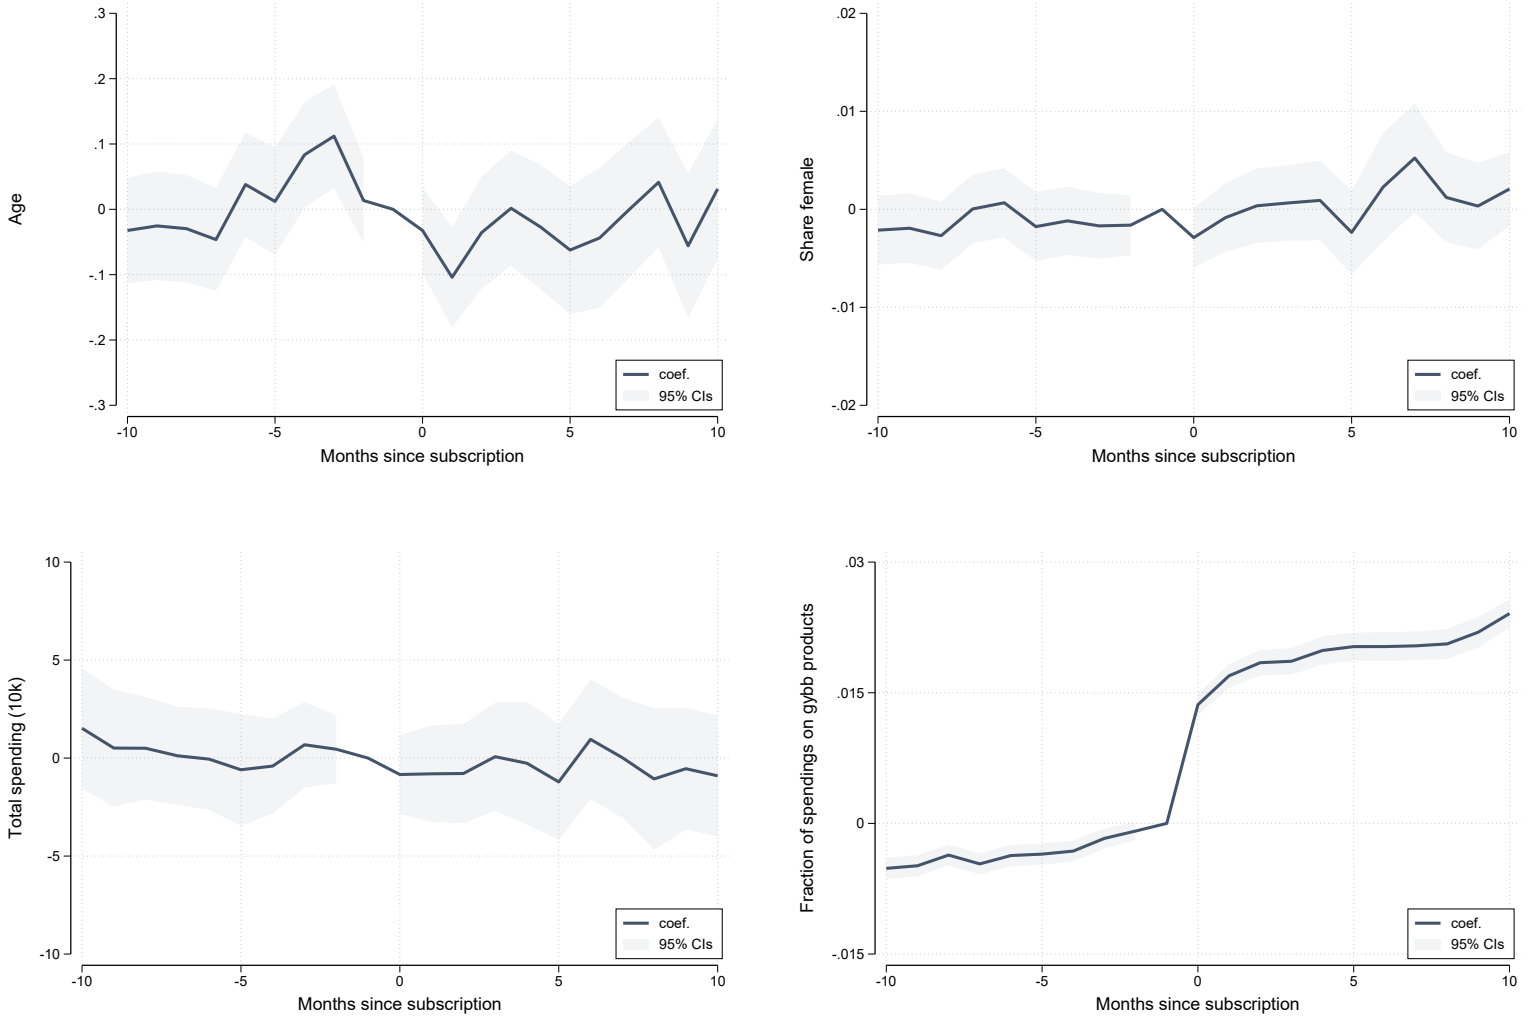 .3
.2
.1
0
-.1
-.2
-.3
Age
-10
-5
0
5
10
Months since subscription
coef.
95% CIs
.02
.01
0
-.01
-.02
Share female
-10
-5
0
5
10
Months since subscription
coef.
95% CIs
10
5
0
-5
-10
Total spending (10k)
-10
-5
0
5
10
Months since subscription
coef.
95% CIs
.03
.015
0
-.015
Fraction of spendings on gybb products
-10
-5
0
5
10
Months since subscription
coef.
95% CIs